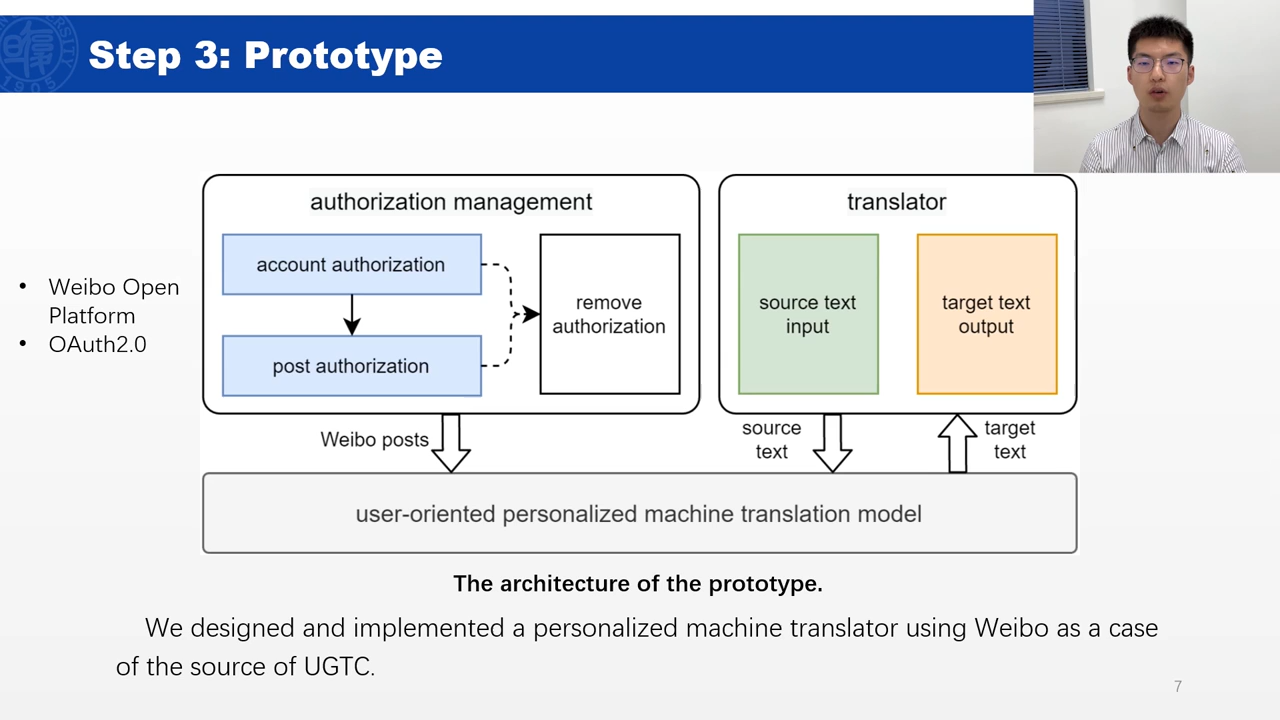 Step 3: Prototype
• Weibo Open
Platform
• OAuth2.0
authorization management
account authorization
post authorization
remove
authorization
translator
source text
input
target text
output
Weibo posts
source
text
target
text
user-oriented personalized machine translation model
The architecture of the prototype.
We designed and implemented a personalized machine translator using Weibo as a case
of the source of UGTC.
7